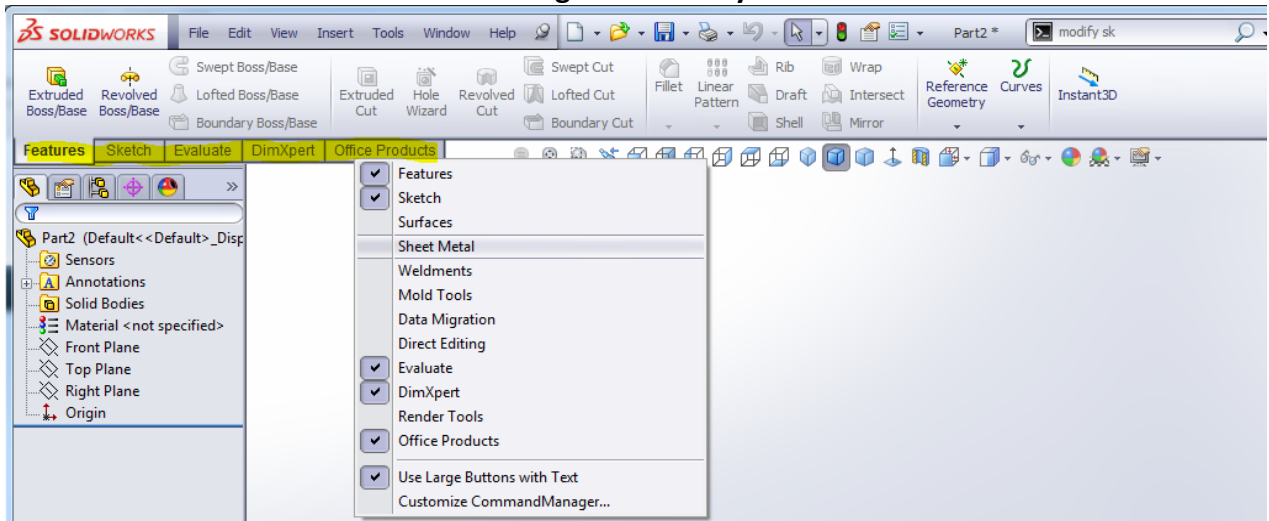 SOLIDWORKS File Edit View Insert Tools Window Help Part2 * modify sk
Extruded Boss/Base
Revolved Boss/Base
Swept Boss/Base
Lofted Boss/Base
Boundary Boss/Base
Extruded Cut
Hole Wizard
Revolved Cut
Swept Cut
Lofted Cut
Boundary Cut
Fillet
Linear Pattern
Rib
Draft
Shell
Wrap
Intersect
Mirror
Reference Geometry
Curves
Instant3D
Features Sketch Evaluate DimXpert Office Products
Part2 (Default<<Default>_Disp
Sensors
Annotations
Solid Bodies
Material <not specified>
Front Plane
Top Plane
Right Plane
Origin
Features
Sketch
Surfaces
Sheet Metal
Weldments
Mold Tools
Data Migration
Direct Editing
Evaluate
DimXpert
Render Tools
Office Products
Use Large Buttons with Text
Customize CommandManager...